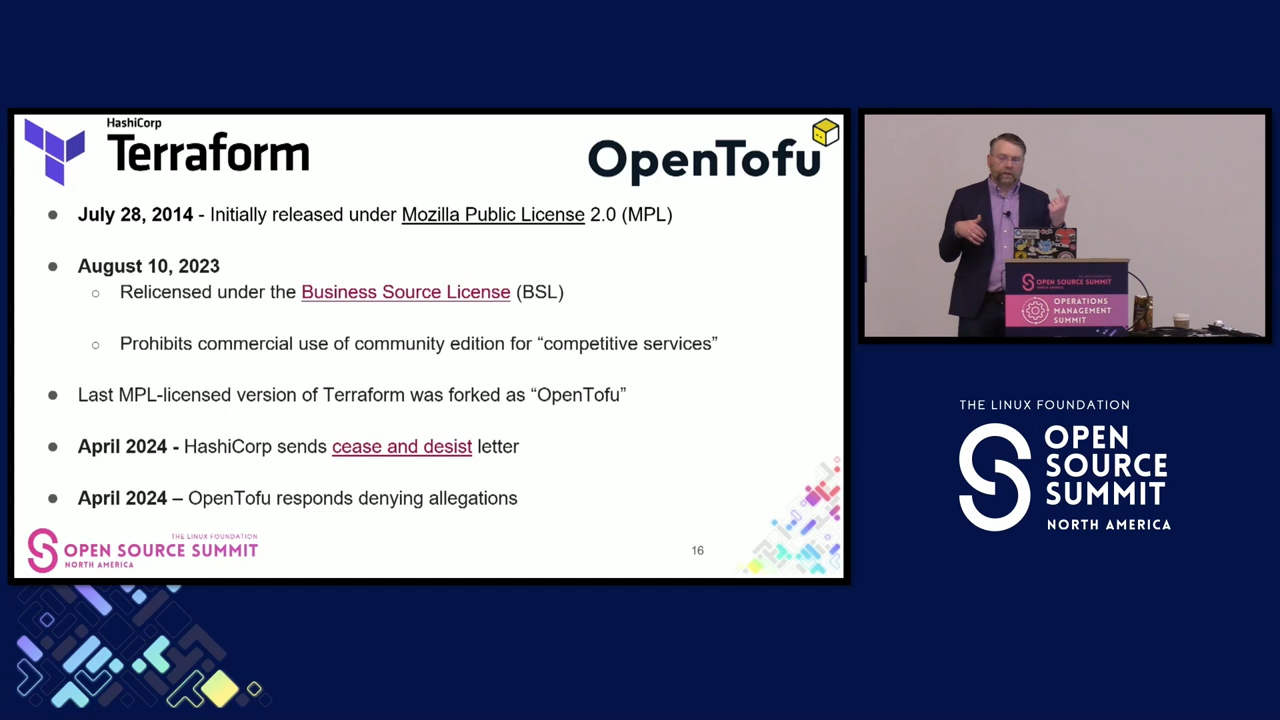 HashiCorp
Terraform
OpenTofu
July 28, 2014 - Initially released under Mozilla Public License 2.0 (MPL)
August 10, 2023
Relicensed under the Business Source License (BSL)
Prohibits commercial use of community edition for “competitive services”
Last MPL-licensed version of Terraform was forked as “OpenTofu”
April 2024 - HashiCorp sends cease and desist letter
April 2024 – OpenTofu responds denying allegations
THE LINUX FOUNDATION
OPEN SOURCE SUMMIT
NORTH AMERICA
16
OPEN SOURCE SUMMIT
OPERATIONS
MANAGEMENT
SUMMIT
THE LINUX FOUNDATION
OPEN
SOURCE
SUMMIT
NORTH AMERICA